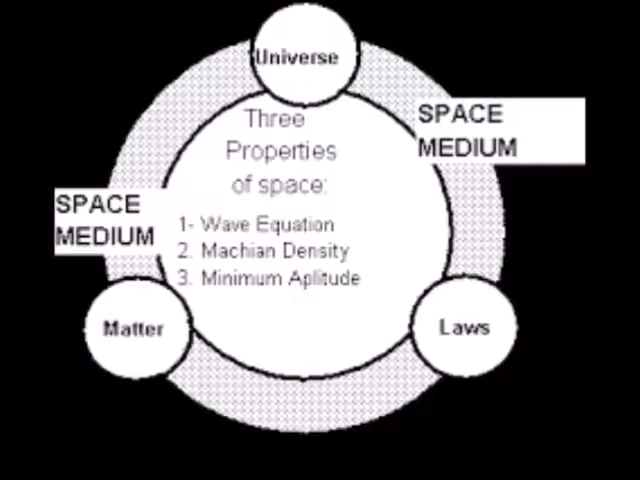 Universe
SPACE
MEDIUM
Three
Properties
of space:
SPACE
MEDIUM
1- Wave Equation
2. Machian Density
3. Minimum Aplitude
Matter
Laws